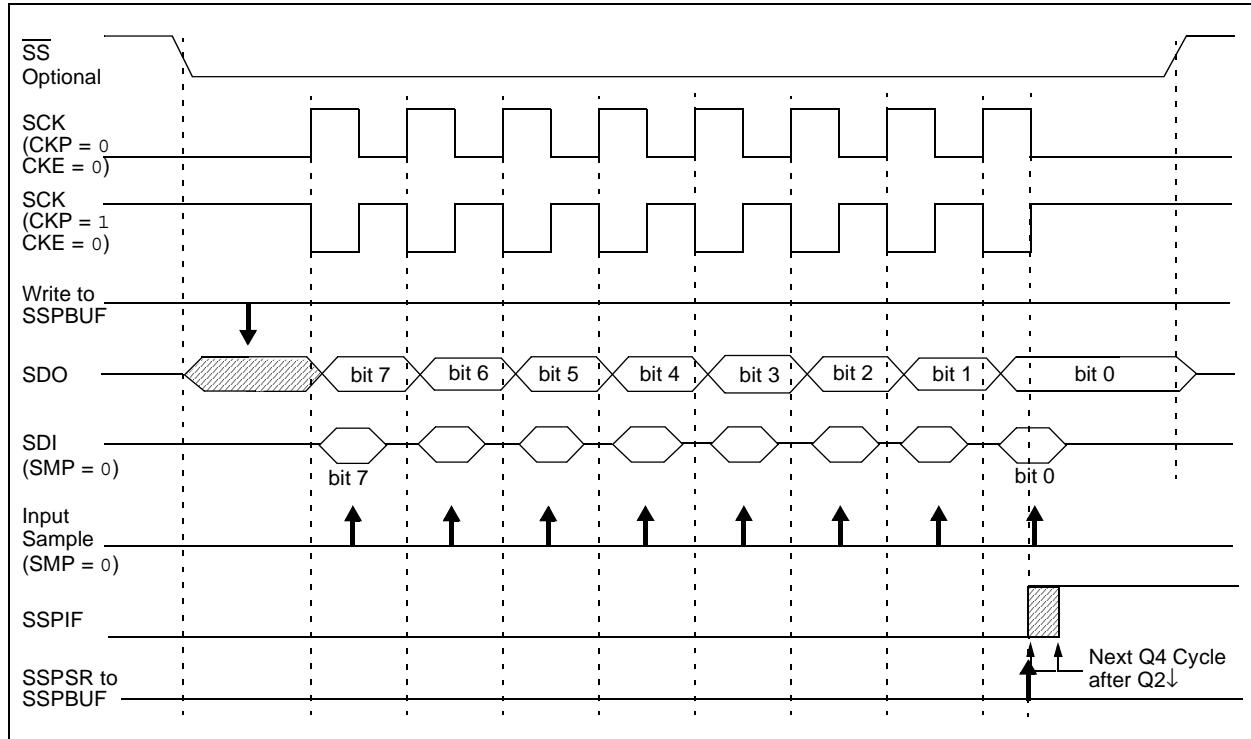 SS
Optional
SCK
(CKP = 0
CKE = 0)
SCK
(CKP = 1
CKE = 0)
Write to
SSPBUF
SDO
bit 7
bit 6
bit 5
bit 4
bit 3
bit 2
bit 1
bit 0
SDI
(SMP = 0)
bit 7
bit 0
Input
Sample
(SMP = 0)
SSPIF
Next Q4 Cycle
after Q2↓
SSPSR to
SSPBUF